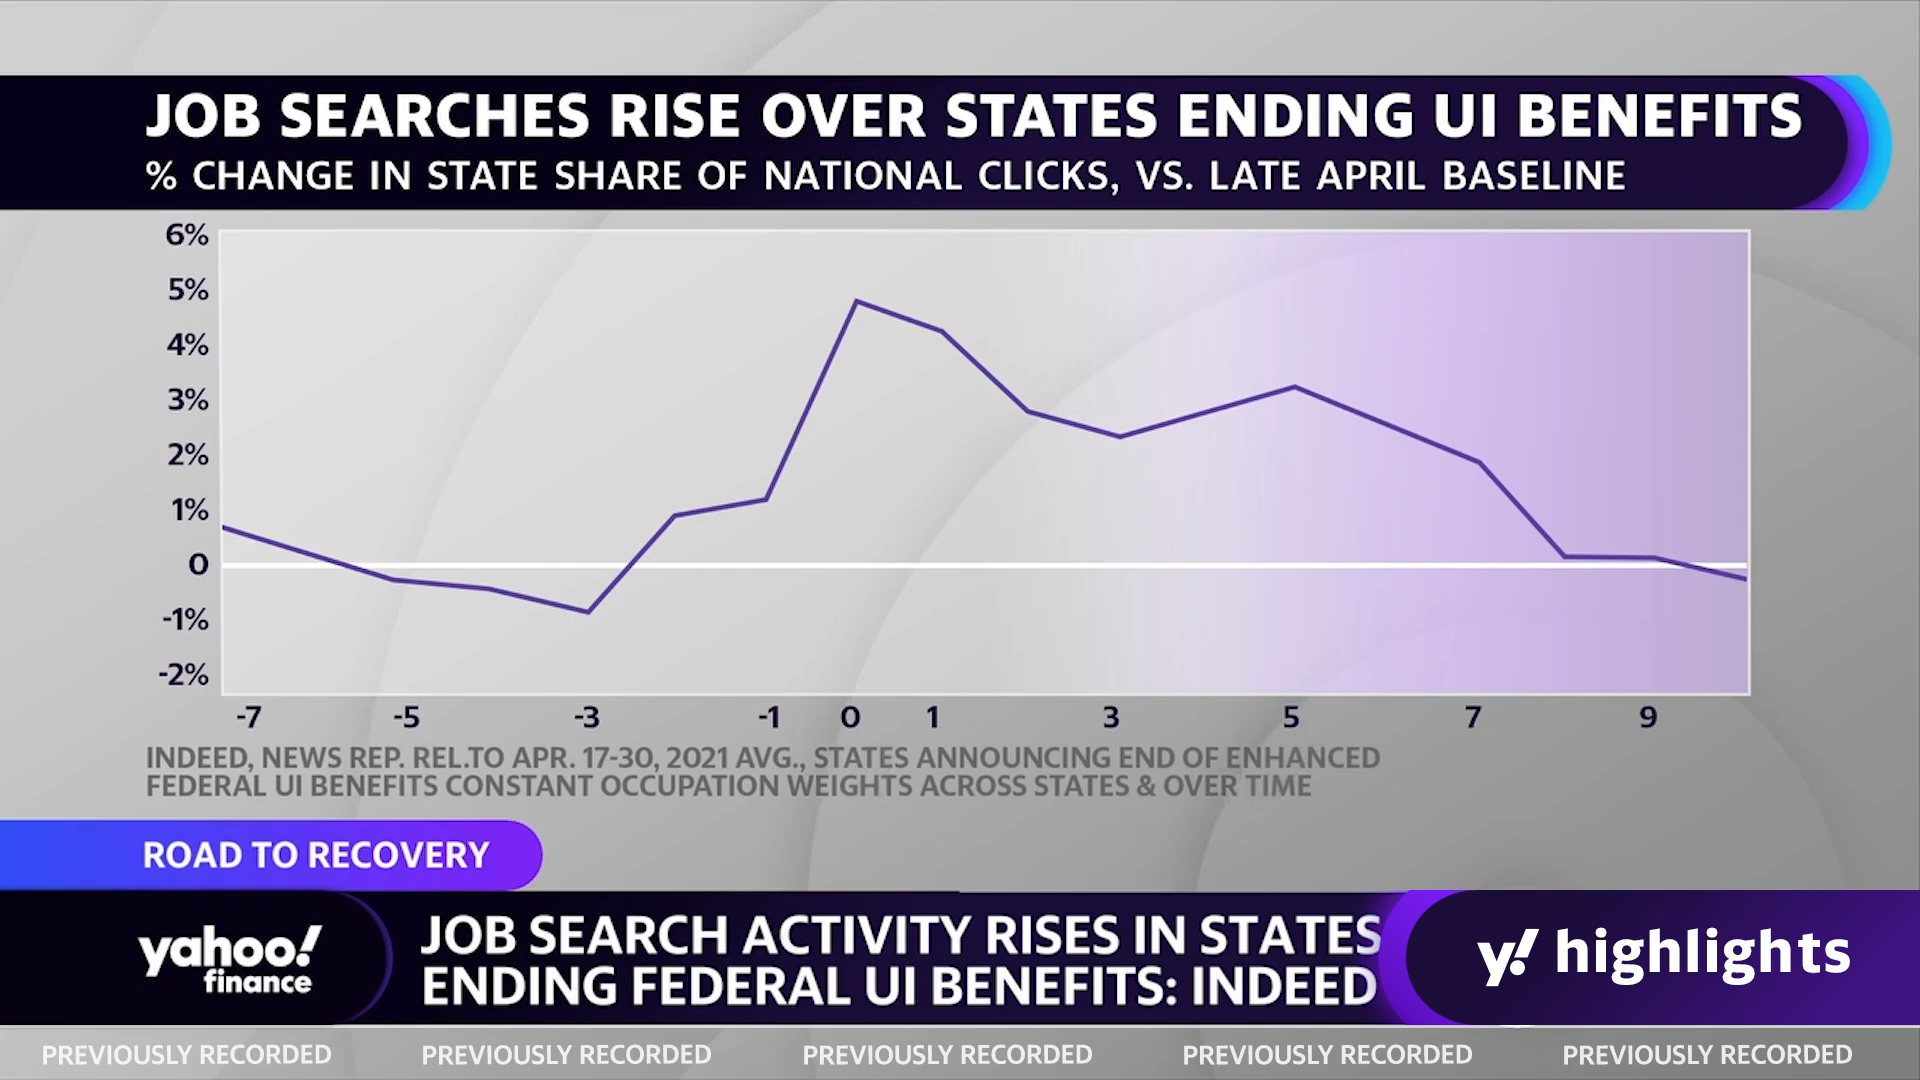 JOB SEARCHES RISE OVER STATES ENDING UI BENEFITS
% CHANGE IN STATE SHARE OF NATIONAL CLICKS, VS. LATE APRIL BASELINE
6%
5%
4%
3%
2%
1%
0
-1%
-2%
-7 -5 -3 -1 0 1 3 5 7 9
INDEED, NEWS REP. REL.TO APR. 17-30, 2021 AVG., STATES ANNOUNCING END OF ENHANCED
FEDERAL UI BENEFITS CONSTANT OCCUPATION WEIGHTS ACROSS STATES & OVER TIME
ROAD TO RECOVERY
yahoo!
finance
JOB SEARCH ACTIVITY RISES IN STATES
ENDING FEDERAL UI BENEFITS: INDEED
y! highlights
PREVIOUSLY RECORDED PREVIOUSLY RECORDED PREVIOUSLY RECORDED PREVIOUSLY RECORDED PREVIOUSLY RECORDED